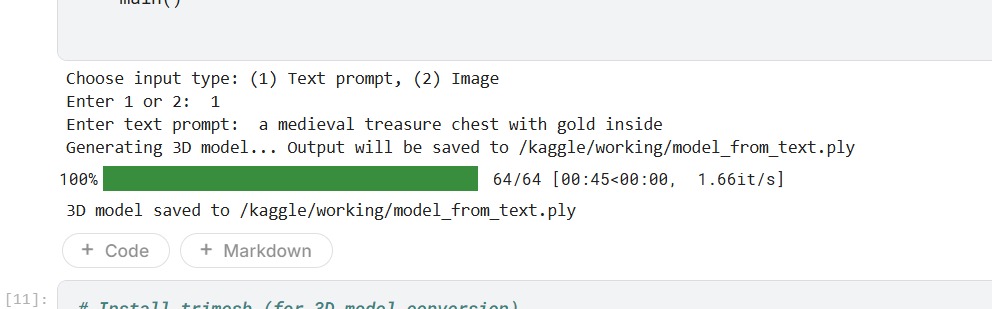 main()
Choose input type: (1) Text prompt, (2) Image
Enter 1 or 2:  1
Enter text prompt:  a medieval treasure chest with gold inside
Generating 3D model... Output will be saved to /kaggle/working/model_from_text.ply
100% 64/64 [00:45<00:00,  1.66it/s]
3D model saved to /kaggle/working/model_from_text.ply
+ Code + Markdown
[11]: # Install trimesh (for 3D model conversion)